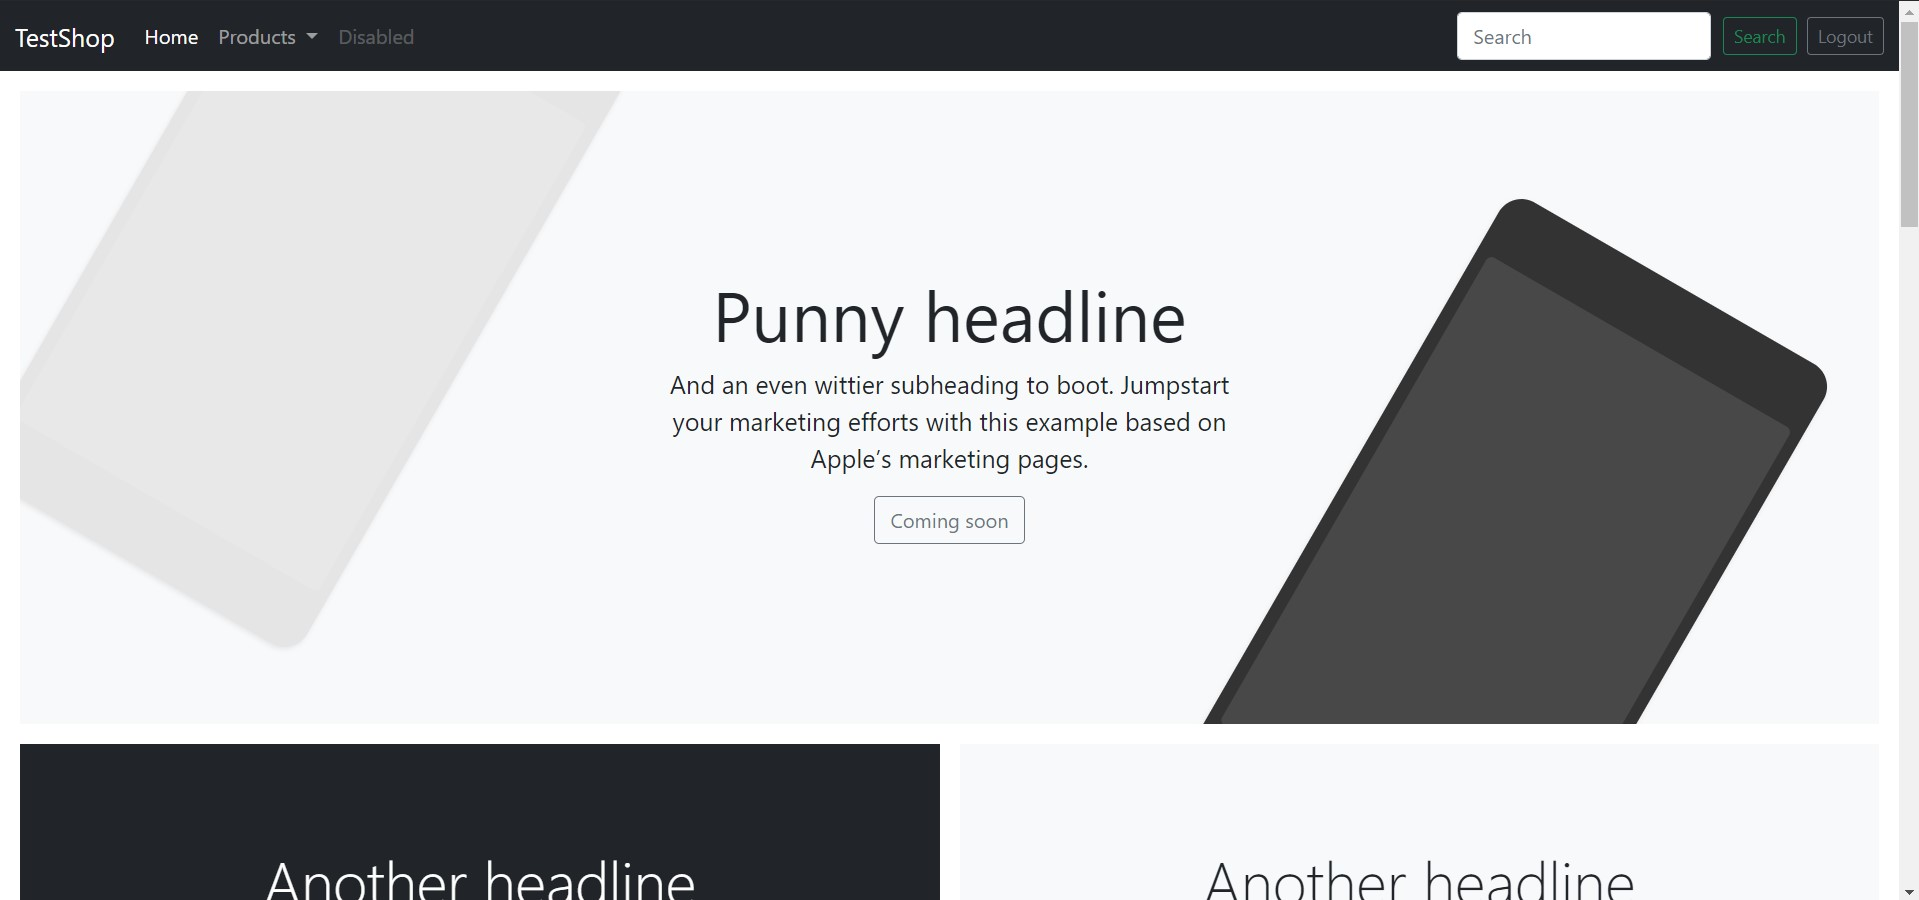 TestShop Home Products Disabled Search Search Logout
Punny headline
And an even wittier subheading to boot. Jumpstart
your marketing efforts with this example based on
Apple’s marketing pages.
Coming soon
Another headline
Another headline